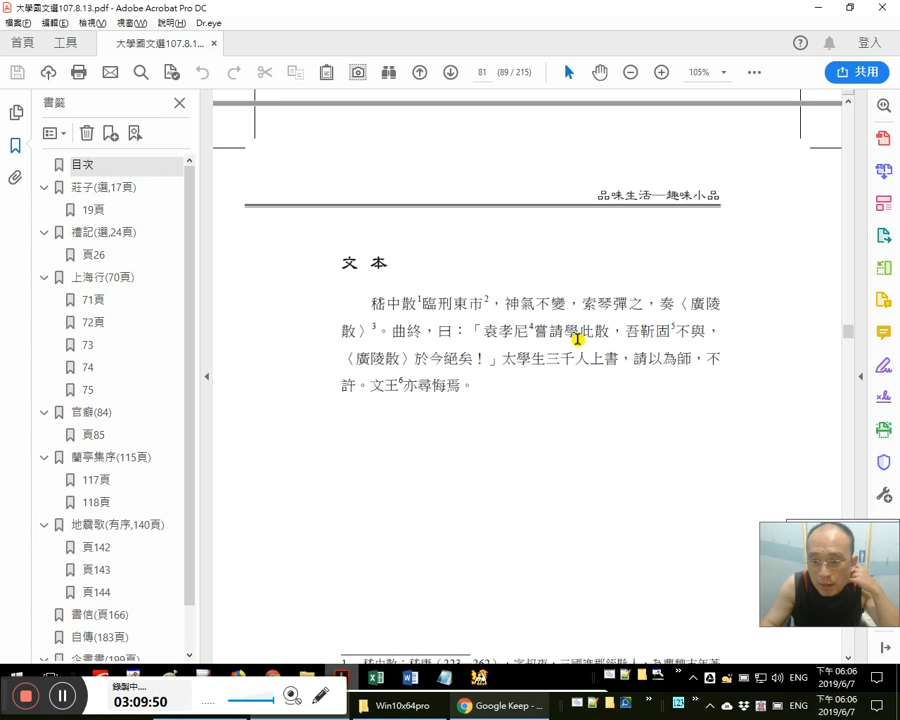 大學國文選107.8.13.pdf - Adobe Acrobat Pro DC
檔案(F) 編輯(E) 檢視(V) 視窗(W) 說明(H) Dr.eye
首頁 工具 大學國文選107.8.1... × 登入
81 (89 / 215) 105% 共用
書籤
目次
莊子(選,17頁)
19頁
禮記(選,24頁)
頁26
上海行(70頁)
71頁
72頁
73
74
75
官癖(84)
頁85
蘭亭集序(115頁)
117頁
118頁
地震歌(有序,140頁)
頁142
頁143
頁144
書信(頁166)
自傳(183頁)
品味生活—趣味小品
文 本
嵇中散1臨刑東市2,神氣不變,索琴彈之,奏〈廣陵
散〉3。曲終,曰:「袁孝尼4嘗請學此散,吾靳固5不與,
〈廣陵散〉於今絕矣!」太學生三千人上書,請以為師,不
許。文王6亦尋悔焉。
錄製中....
03:09:50
Win10x64pro
Google Keep - ...
ENG
下午 06:06
2019/6/7
ENG
下午 06:06
2019/6/7